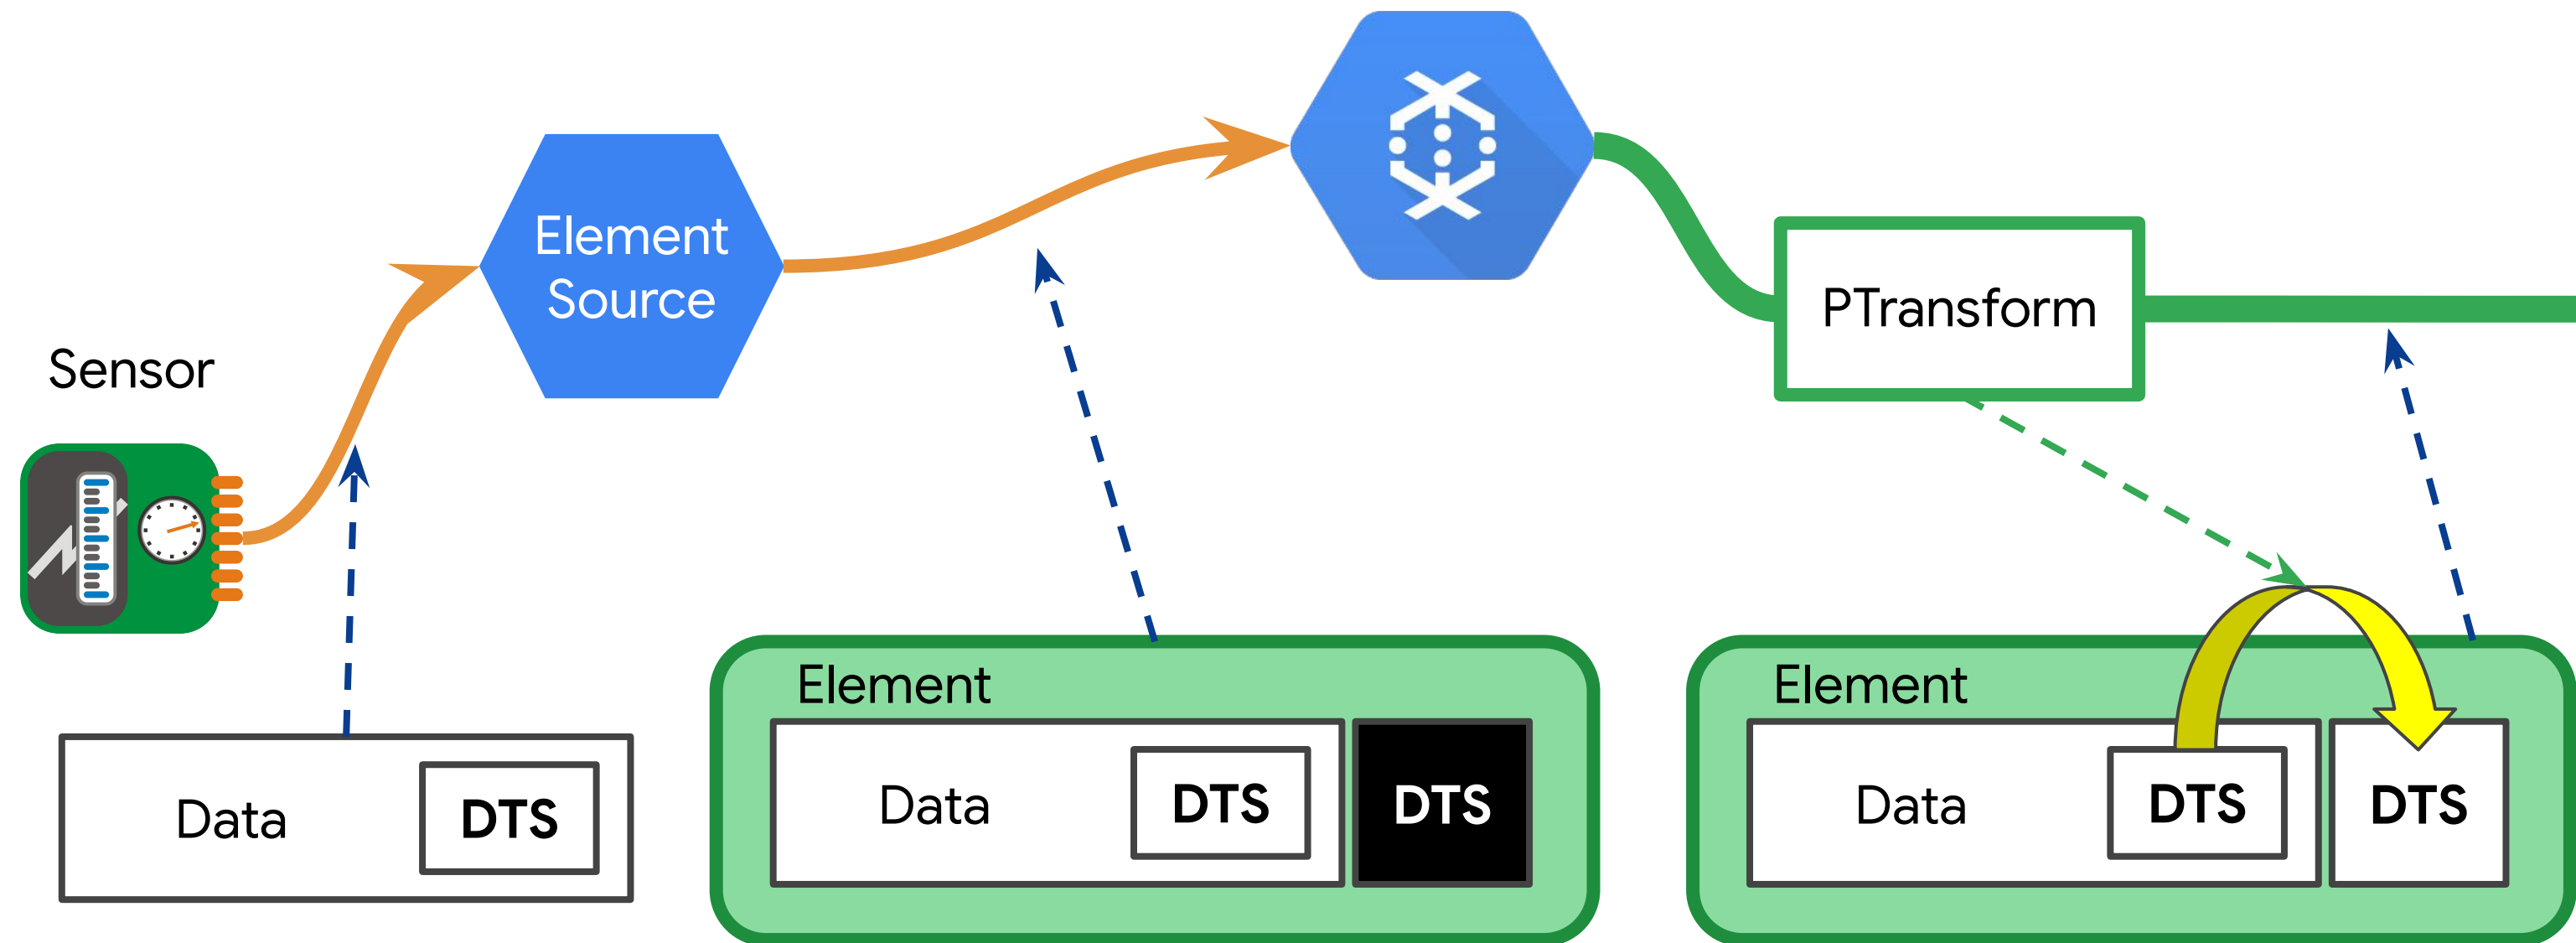 Sensor
Element
Source
PTransform
Data
DTS
Element
Data
DTS
DTS
Element
Data
DTS
DTS